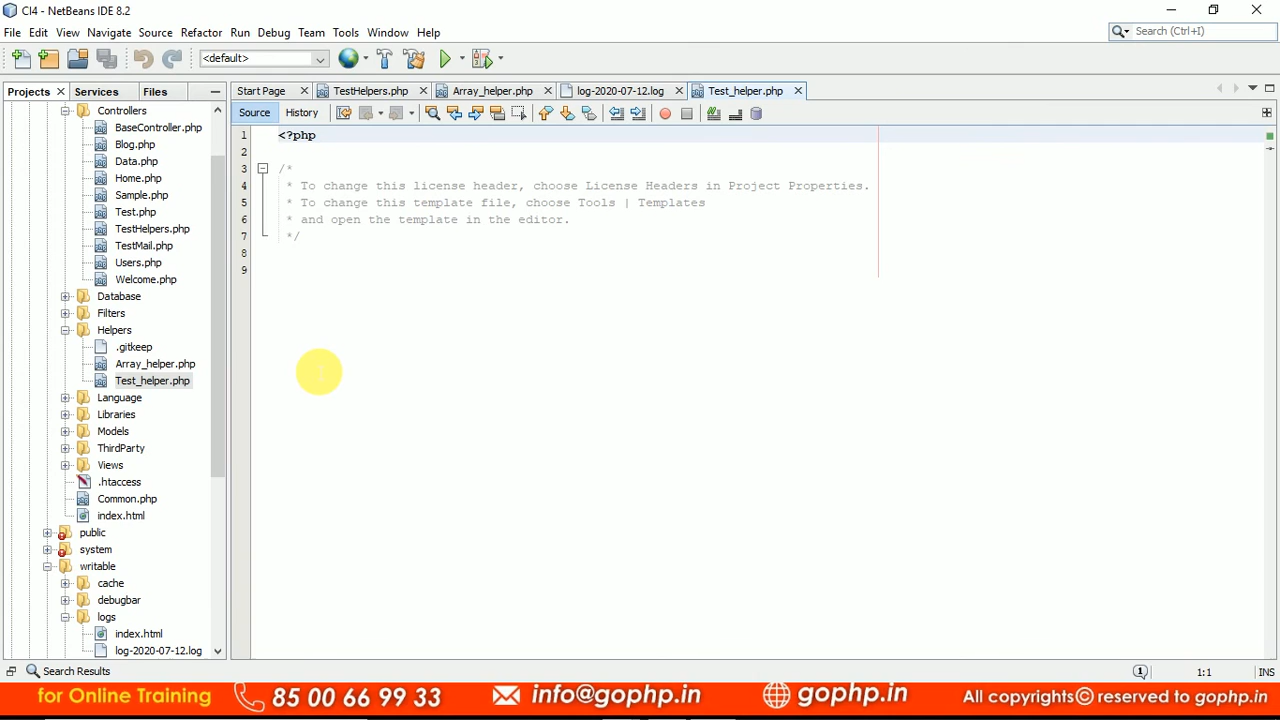 CI4 - NetBeans IDE 8.2
File Edit View Navigate Source Refactor Run Debug Profile Team Tools Window Help
Search (Ctrl+I)
<default>
Projects Services Files
Start Page TestHelpers.php Array_helper.php log-2020-07-12.log Test_helper.php
Source History
Controllers
BaseController.php
Blog.php
Data.php
Home.php
Sample.php
Test.php
TestHelpers.php
TestMail.php
Users.php
Welcome.php
Database
Filters
Helpers
.gitkeep
Array_helper.php
Test_helper.php
Language
Libraries
Models
ThirdParty
Views
.htaccess
Common.php
index.html
public
system
writable
cache
debugbar
logs
index.html
log-2020-07-12.log
1 <?php
2
3 /*
4 * To change this license header, choose License Headers in Project Properties.
5 * To change this template file, choose Tools | Templates
6 * and open the template in the editor.
7 */
8
9
Search Results
1
1:1 INS
for Online Training 85 00 66 99 33 info@gophp.in gophp.in All copyrights© reserved to gophp.in